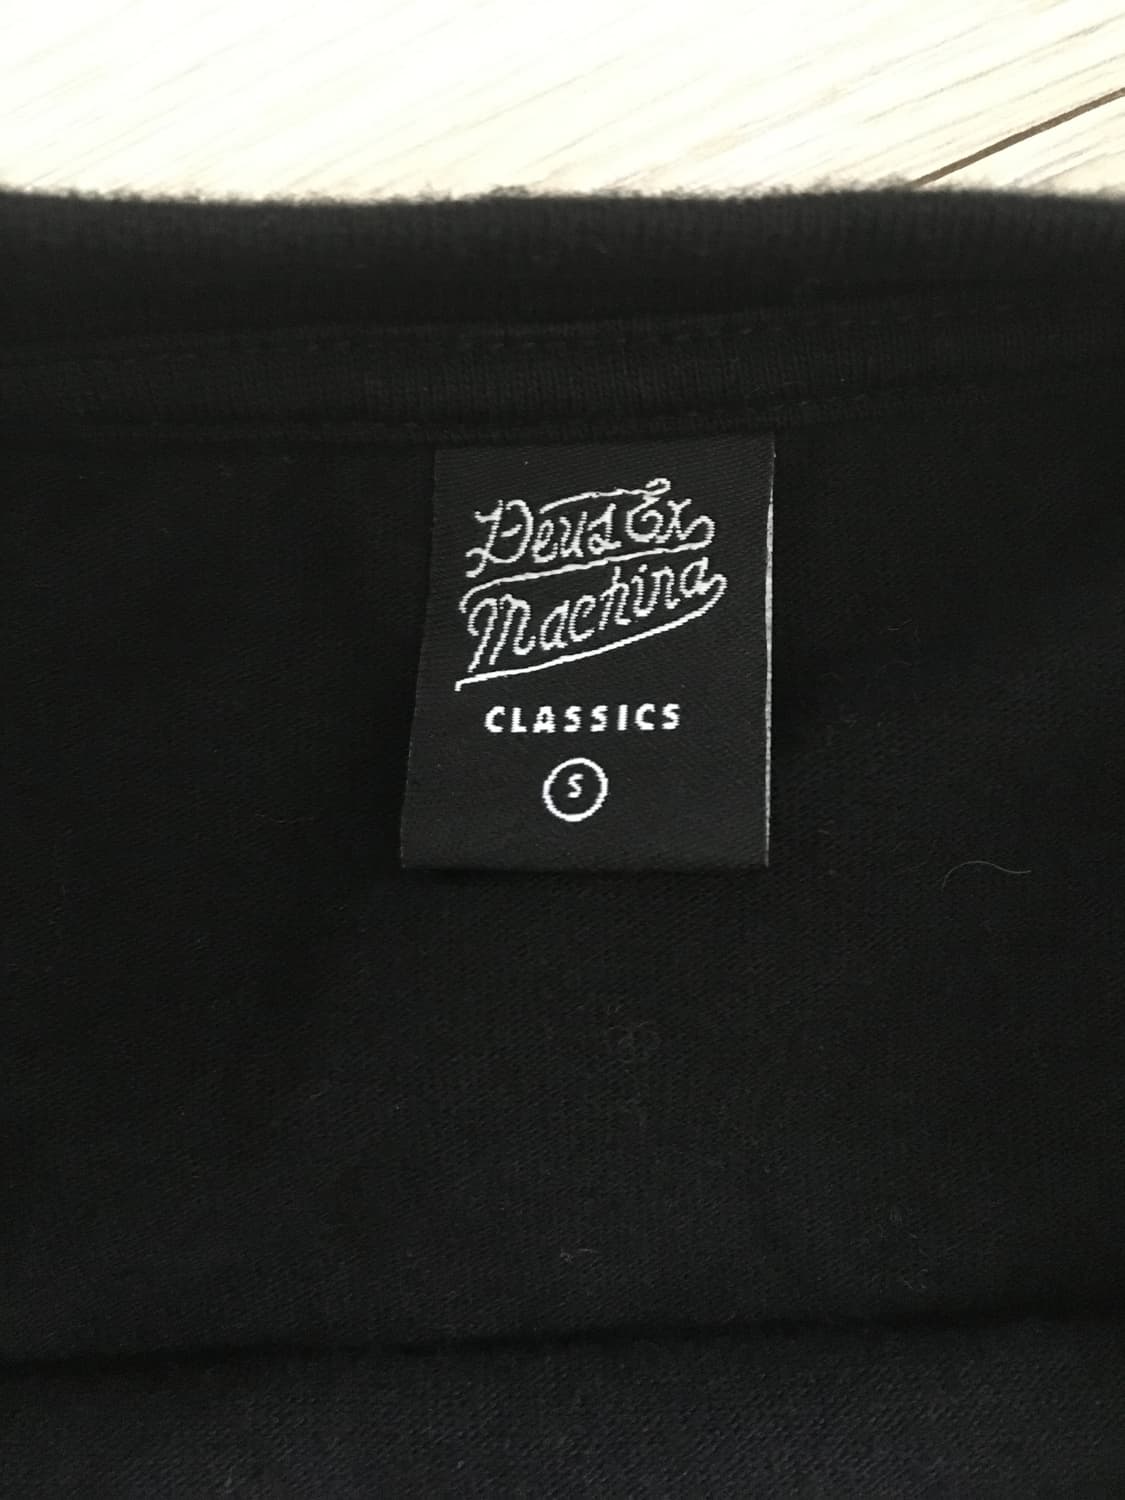 Deus Ex
Machina
CLASSICS
S